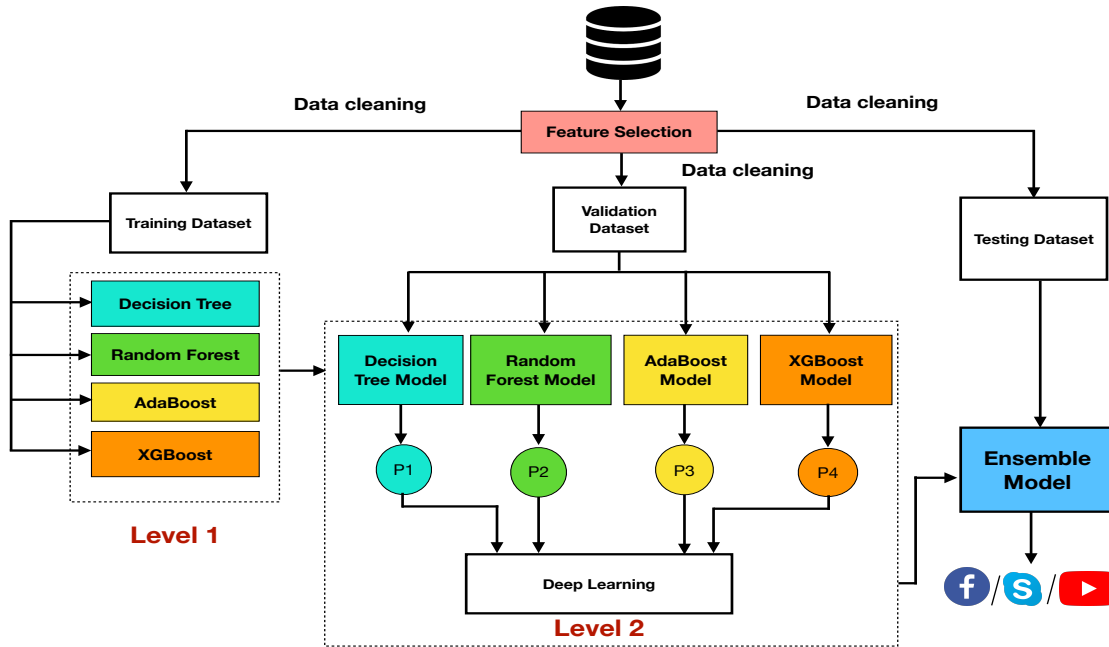 Data cleaning
Data cleaning
Feature Selection
Data cleaning
Training Dataset
Validation
Dataset
Testing Dataset
Decision Tree
Random Forest
AdaBoost
XGBoost
Level 1
Decision
Tree Model
Random
Forest Model
AdaBoost
Model
XGBoost
Model
P1
P2
P3
P4
Deep Learning
Level 2
Ensemble
Model
f / S /